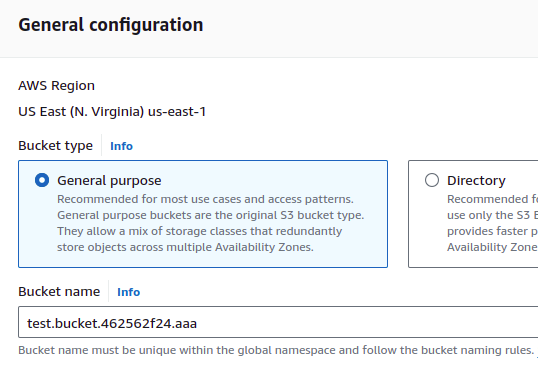 General configuration
AWS Region
US East (N. Virginia) us-east-1
Bucket type Info
General purpose
Recommended for most use cases and access patterns.
General purpose buckets are the original S3 bucket type.
They allow a mix of storage classes that redundantly
store objects across multiple Availability Zones.
Directory
Recommended
use only the S3
provides faster
Availability Zone
Bucket name Info
test.bucket.462562f24.aaa
Bucket name must be unique within the global namespace and follow the bucket naming rules.